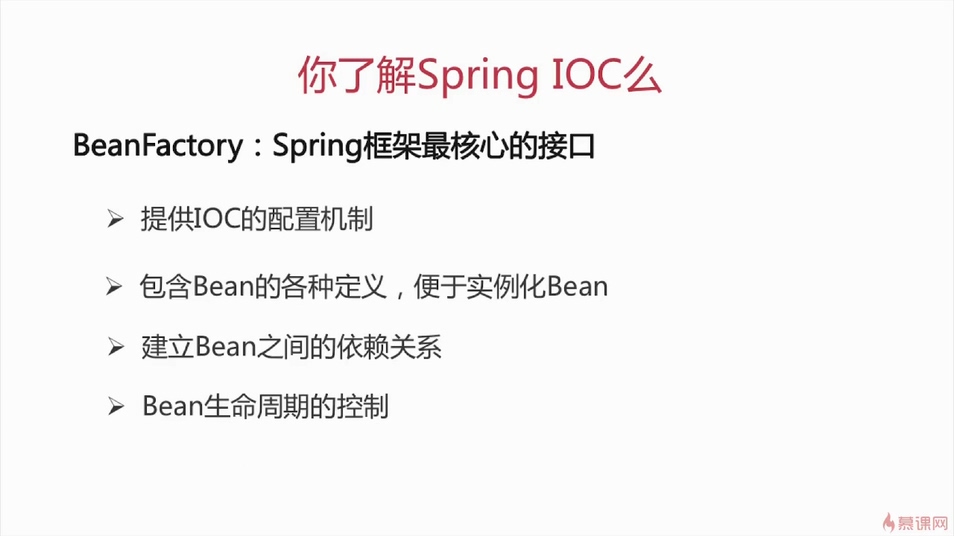 你了解Spring IOC么
BeanFactory：Spring框架最核心的接口
➢ 提供IOC的配置机制
➢ 包含Bean的各种定义，便于实例化Bean
➢ 建立Bean之间的依赖关系
➢ Bean生命周期的控制
慕课网